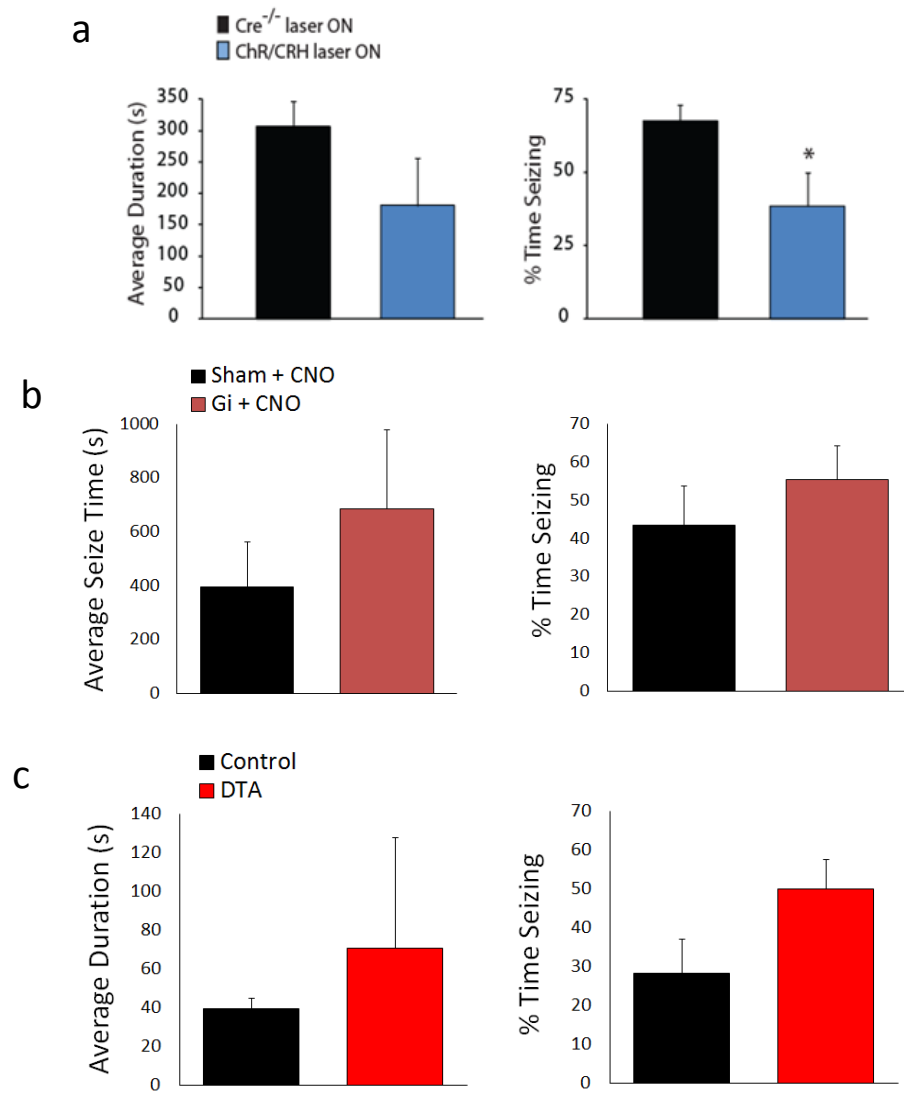 a
Cre-/- laser ON
ChR/CRH laser ON
Average Duration (s)
350
300
250
200
150
100
50
0
% Time Seizing
75
50
25
0
*
b
Sham + CNO
Gi + CNO
Average Seize Time (s)
1000
800
600
400
200
0
% Time Seizing
70
60
50
40
30
20
10
0
c
Control
DTA
Average Duration (s)
140
120
100
80
60
40
20
0
% Time Seizing
70
60
50
40
30
20
10
0